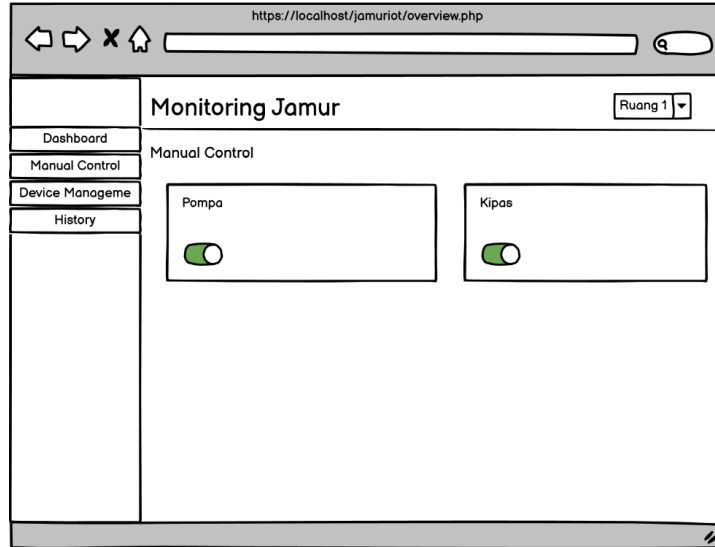 https://localhost/jamuriot/overview.php
Monitoring Jamur
Ruang 1
Dashboard
Manual Control
Device Manageme
History
Manual Control
Pompa
Kipas